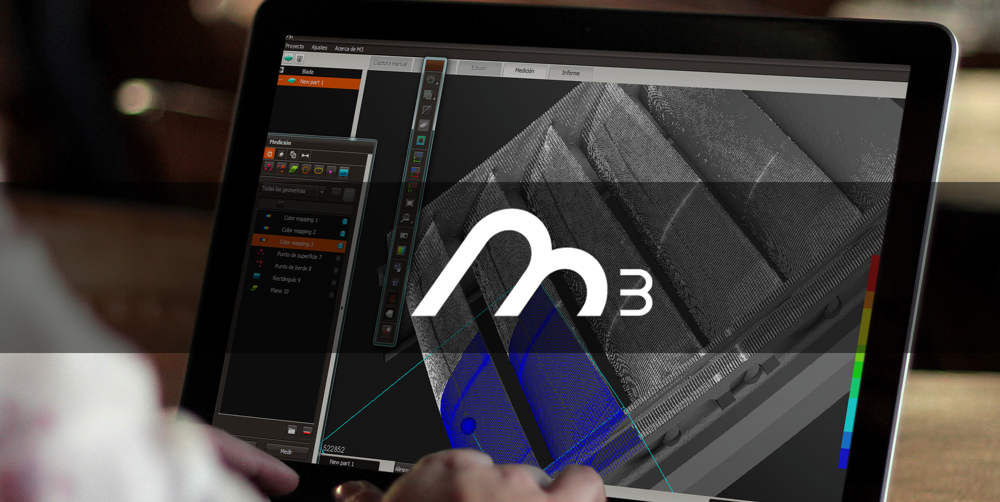 Proyecto Ajustes Acerca de M3
Captura manual Edición Medición Informe
Blade
New part 1
Medición
Todas las geometrías
Color mapping 1
Color mapping 2
Color mapping 3
Punto de superficie 7
Punto de borde 8
Rectángulo 9
Plano 10
M3
522852
Medir
New part 1